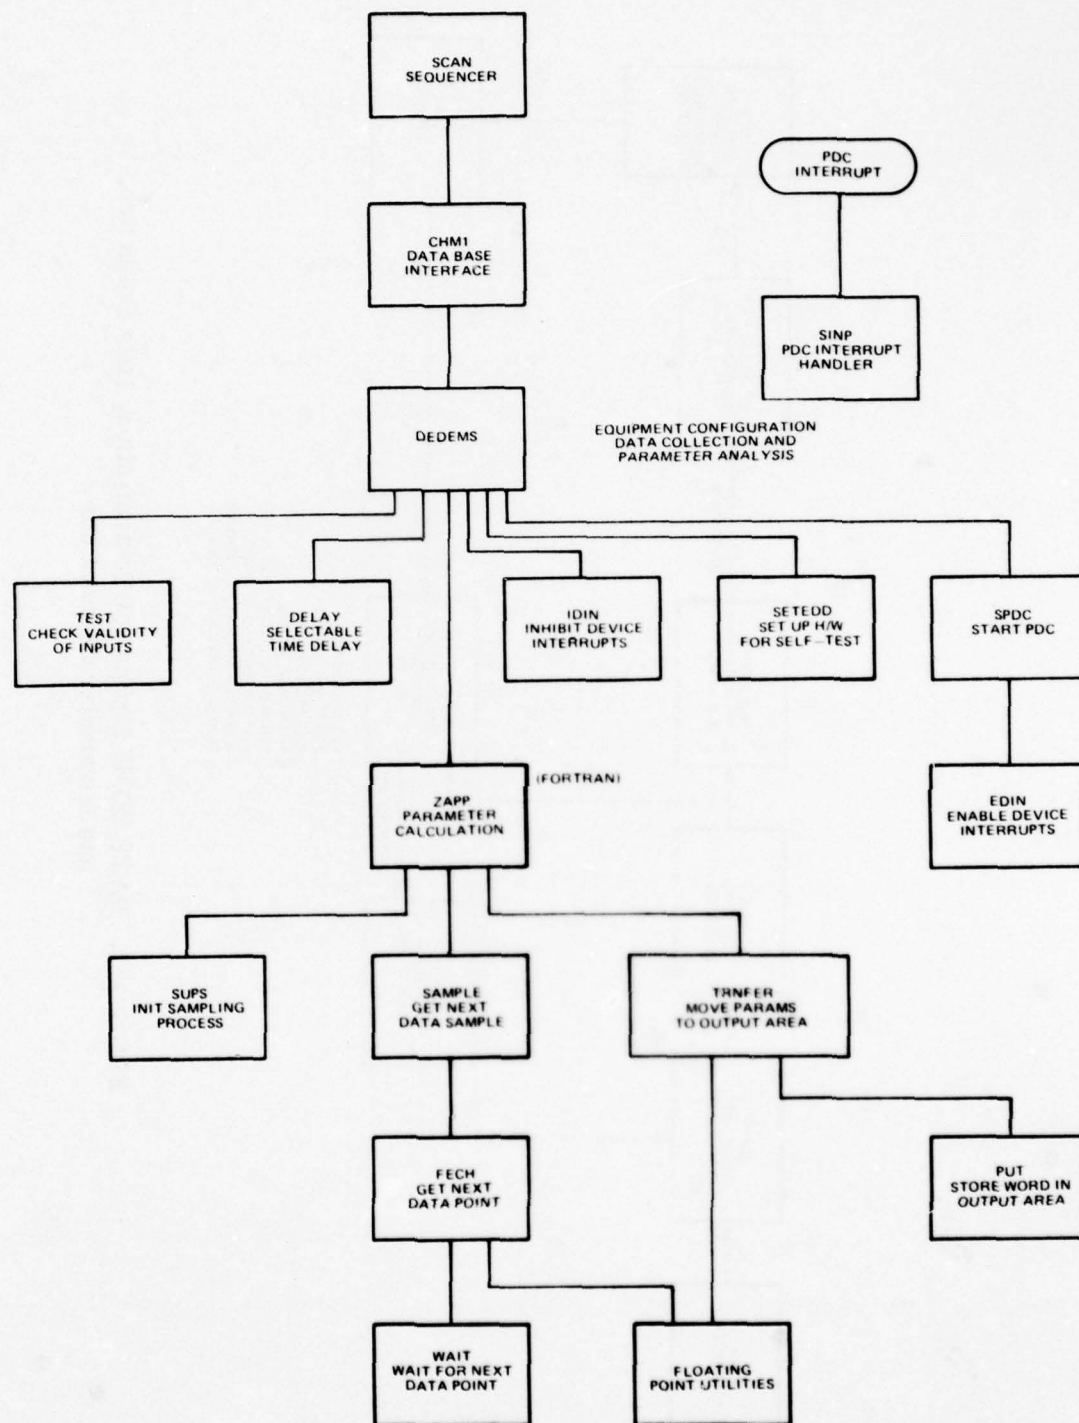 SCAN
SEQUENCER
PDC
INTERRUPT
CHM1
DATA BASE
INTERFACE
SINP
PDC INTERRUPT
HANDLER
DEDEMS
EQUIPMENT CONFIGURATION
DATA COLLECTION AND
PARAMETER ANALYSIS
TEST
CHECK VALIDITY
OF INPUTS
DELAY
SELECTABLE
TIME DELAY
IDIN
INHIBIT DEVICE
INTERRUPTS
SETEDD
SET UP H/W
FOR SELF-TEST
SPDC
START PDC
ZAPP
PARAMETER
CALCULATION
(FORTRAN)
EDIN
ENABLE DEVICE
INTERRUPTS
SUPS
INIT SAMPLING
PROCESS
SAMPLE
GET NEXT
DATA SAMPLE
TRNFER
MOVE PARAMS
TO OUTPUT AREA
FECH
GET NEXT
DATA POINT
PUT
STORE WORD IN
OUTPUT AREA
WAIT
WAIT FOR NEXT
DATA POINT
FLOATING
POINT UTILITIES